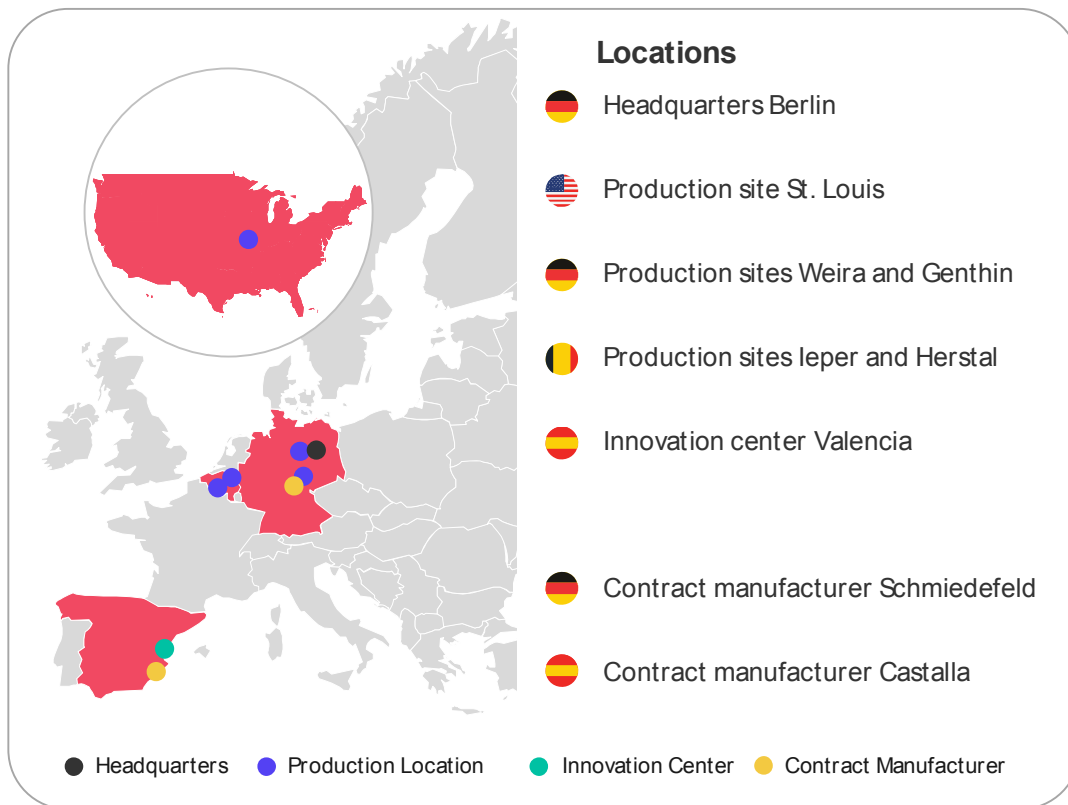 Locations
Headquarters Berlin
Production site St. Louis
Production sites Weira and Genthin
Production sites Ieper and Herstal
Innovation center Valencia
Contract manufacturer Schmiedefeld
Contract manufacturer Castalla
Headquarters Production Location Innovation Center Contract Manufacturer